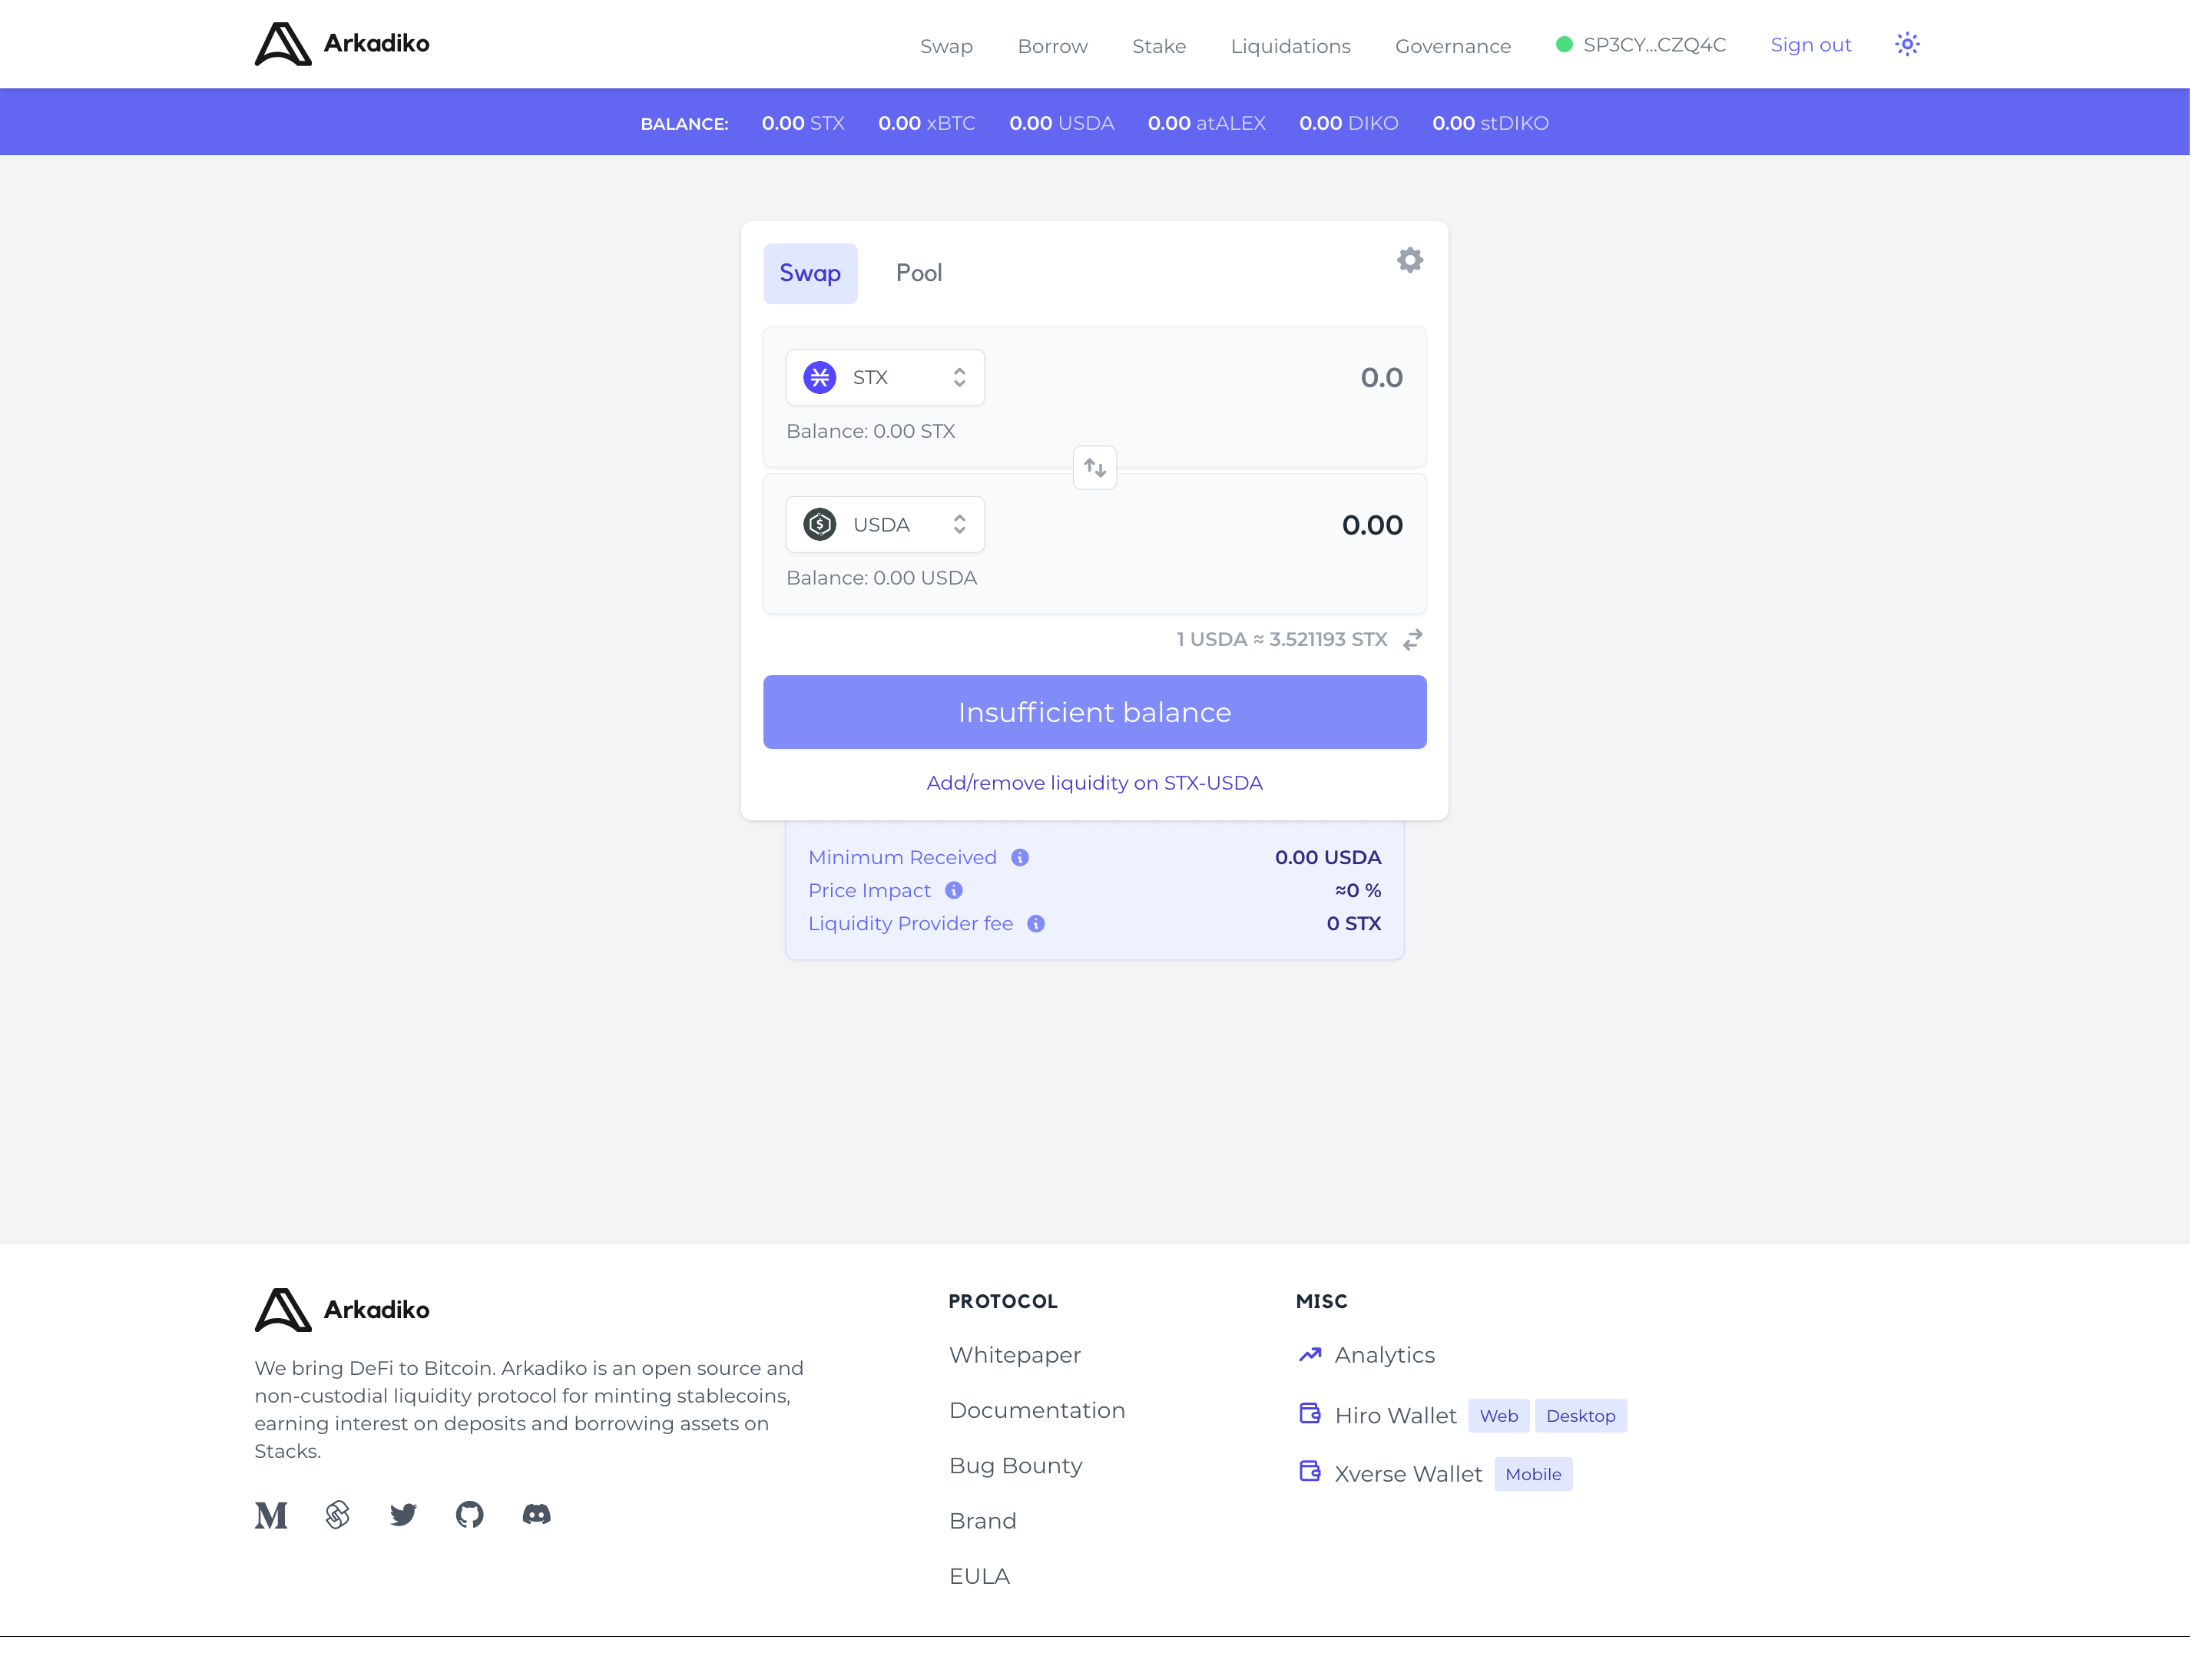 Arkadiko
Swap Borrow Stake Liquidations Governance SP3CY...CZQ4C Sign out
BALANCE: 0.00 STX 0.00 xBTC 0.00 USDA 0.00 atALEX 0.00 DIKO 0.00 stDIKO
Swap Pool
STX 0.0
Balance: 0.00 STX
USDA 0.00
Balance: 0.00 USDA
1 USDA ≈ 3.521193 STX
Insufficient balance
Add/remove liquidity on STX-USDA
Minimum Received 0.00 USDA
Price Impact ≈0 %
Liquidity Provider fee 0 STX
Arkadiko
We bring DeFi to Bitcoin. Arkadiko is an open source and
non-custodial liquidity protocol for minting stablecoins,
earning interest on deposits and borrowing assets on
Stacks.
PROTOCOL
Whitepaper
Documentation
Bug Bounty
Brand
EULA
MISC
Analytics
Hiro Wallet Web Desktop
Xverse Wallet Mobile